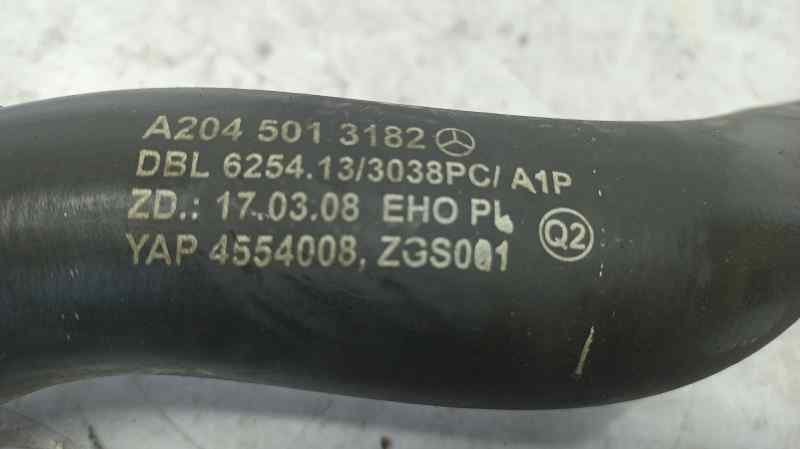 A204 501 3182
DBL 6254.13/3038PC/ A1P
ZD.: 17.03.08 EHO PL
YAP 4554008, ZGS001
Q2